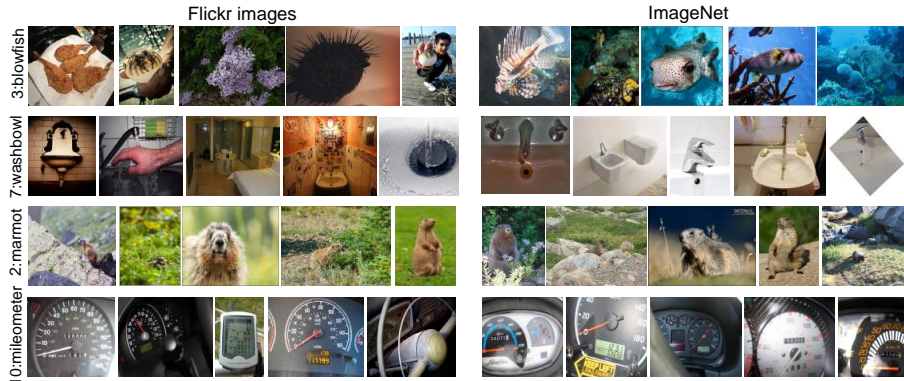 Flickr images
ImageNet
3:blowfish
7:washbowl
2:marmot
10:mileometer